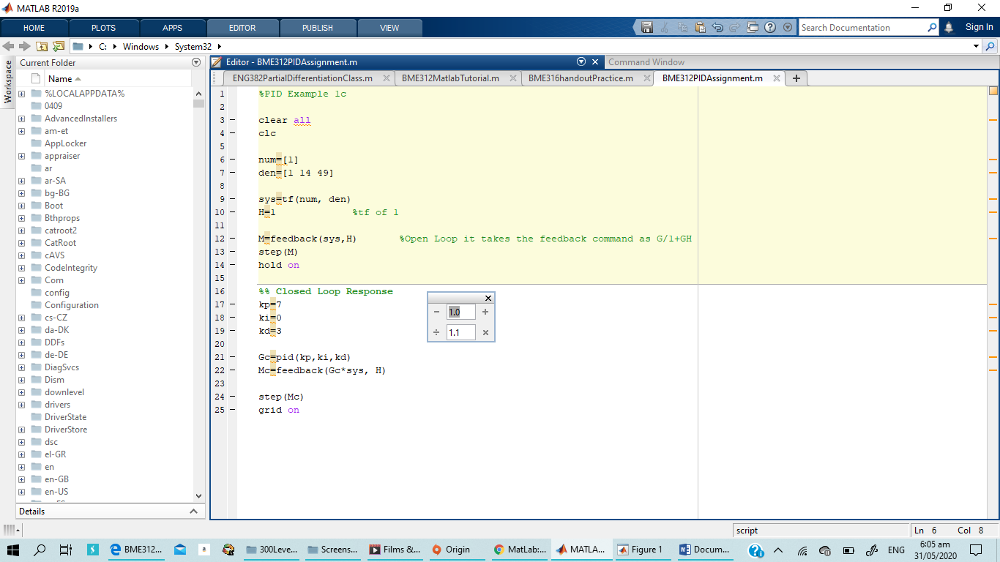 MATLAB R2019a
HOME PLOTS APPS EDITOR PUBLISH VIEW Search Documentation Sign In
C: Windows System32
Workspace
Current Folder
Name
%LOCALAPPDATA%
0409
AdvancedInstallers
am-et
AppLocker
appraiser
ar
ar-SA
bg-BG
Boot
Bthprops
catroot2
CatRoot
cAVS
CodeIntegrity
Com
config
Configuration
cs-CZ
da-DK
DDFs
de-DE
DiagSvcs
Dism
downlevel
drivers
DriverState
DriverStore
dsc
el-GR
en
en-GB
en-US
Details
Editor - BME312PIDAssignment.m
Command Window
ENG382PartialDifferentiationClass.m BME312MatlabTutorial.m BME316handoutPractice.m BME312PIDAssignment.m
1 %PID Example 1c
2
3 clear all
4 clc
5
6 num=[1]
7 den=[1 14 49]
8
9 sys=tf(num, den)
10 H=1 %tf of 1
11
12 M=feedback(sys,H) %Open Loop it takes the feedback command as G/1+GH
13 step(M)
14 hold on
15
16 %% Closed Loop Response
17 kp=7
18 ki=0
19 kd=3
20
21 Gc=pid(kp,ki,kd)
22 Mc=feedback(Gc*sys, H)
23
24 step(Mc)
25 grid on
− 1.0 +
÷ 1.1 ×
script Ln 6 Col 8
BME312... 300Leve... Screens... Films &... Origin MatLab:... MATLA... Figure 1 Docum... ENG
6:05 am
31/05/2020